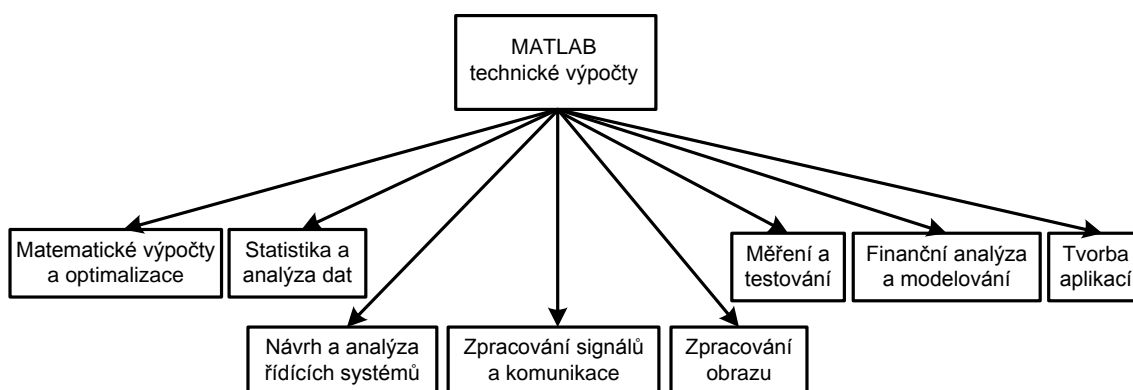 MATLAB
technické výpočty
Matematické výpočty
a optimalizace
Statistika a
analýza dat
Měření a
testování
Finanční analýza
a modelování
Tvorba
aplikací
Návrh a analýza
řídících systémů
Zpracování signálů
a komunikace
Zpracování
obrazu